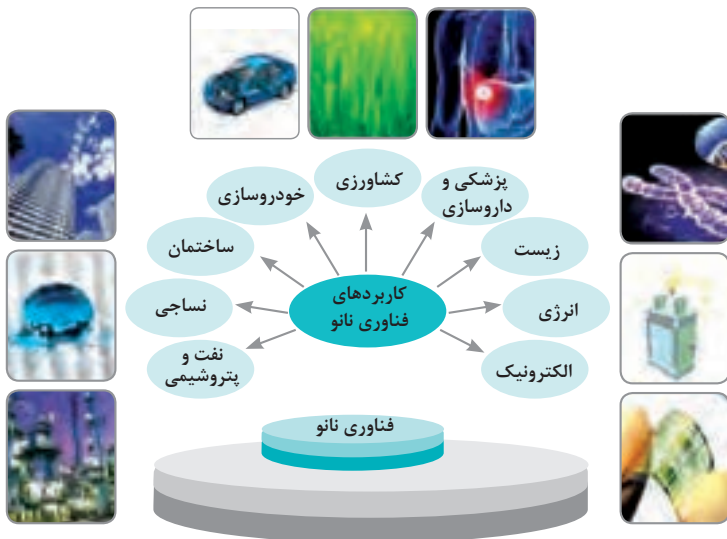 کشاورزی
پزشکی و
داروسازی
خودروسازی
زیست
ساختمان
کاربردهای
فناوری نانو
انرژی
نساجی
الکترونیک
نفت و
پتروشیمی
فناوری نانو